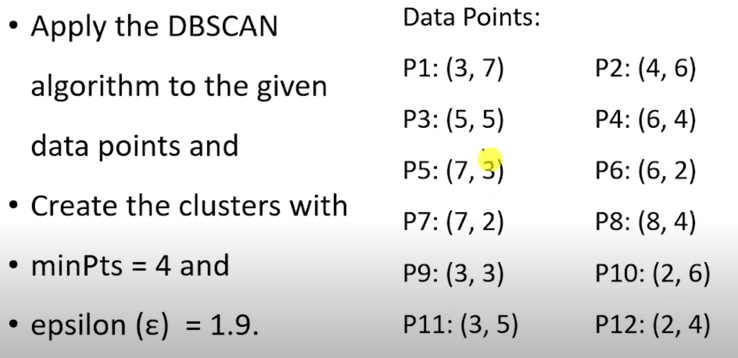 • Apply the DBSCAN
algorithm to the given
data points and
• Create the clusters with
• minPts = 4 and
• epsilon (ε) = 1.9.
Data Points:
P1: (3, 7) P2: (4, 6)
P3: (5, 5) P4: (6, 4)
P5: (7, 3) P6: (6, 2)
P7: (7, 2) P8: (8, 4)
P9: (3, 3) P10: (2, 6)
P11: (3, 5) P12: (2, 4)